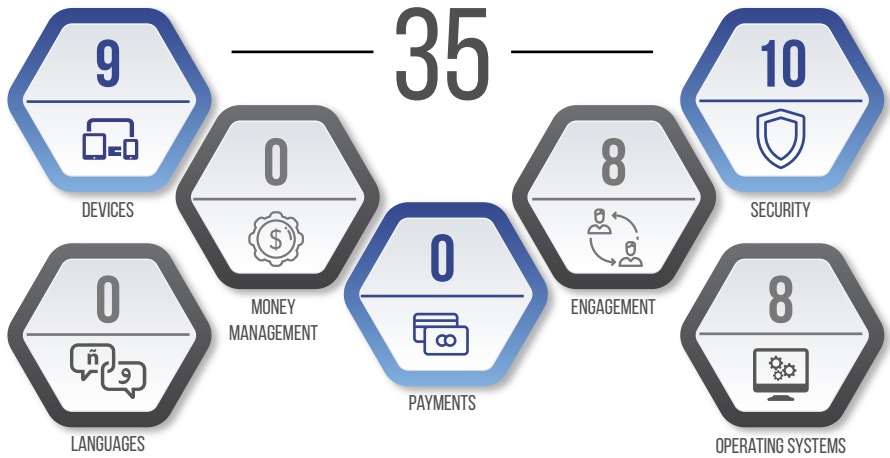 35
9
DEVICES
0
MONEY
MANAGEMENT
0
PAYMENTS
8
ENGAGEMENT
10
SECURITY
0
ñ
و
LANGUAGES
8
OPERATING SYSTEMS